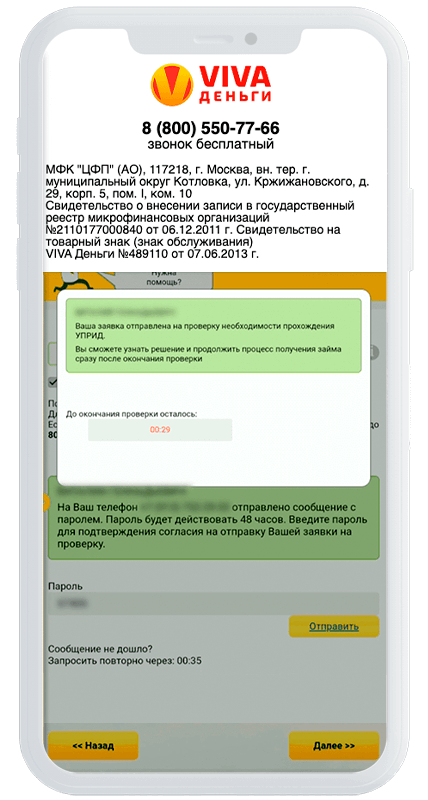 VIVA
ДЕНЬГИ
8 (800) 550-77-66
звонок бесплатный
МФК "ЦФП" (АО), 117218, г. Москва, вн. тер. г.
муниципальный округ Котловка, ул. Кржижановского, д.
29, корп. 5, пом. I, ком. 10
Свидетельство о внесении записи в государственный
реестр микрофинансовых организаций
№2110177000840 от 06.12.2011 г. Свидетельство на
товарный знак (знак обслуживания)
VIVA Деньги №489110 от 07.06.2013 г.
Нужна
помощь?
Ваша заявка отправлена на проверку необходимости прохождения
УПРИД.
Вы сможете узнать решение и продолжить процесс получения займа
сразу после окончания проверки
До окончания проверки осталось:
00:29
до
На Ваш телефон отправлено сообщение с
паролем. Пароль будет действовать 48 часов. Введите пароль
для подтверждения согласия на отправку Вашей заявки на
проверку.
Пароль
Отправить
Сообщение не дошло?
Запросить повторно через: 00:35
<< Назад
Далее >>